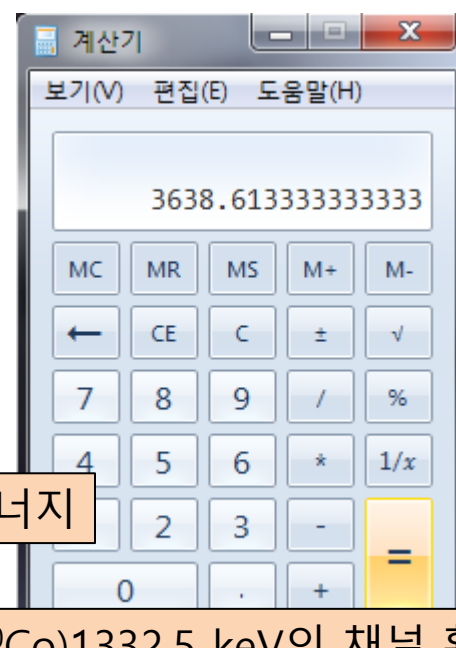 계산기
보기(V) 편집(E) 도움말(H)
3638.613333333333
MC MR MS M+ M-
← CE C ± √
7 8 9 / %
4 5 6 * 1/x
너지
2 3 - =
0 . +
Co)1332.5 keV의 채널